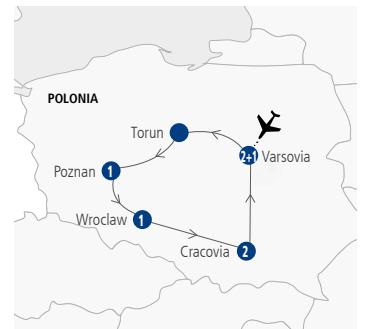 POLONIA
Torun
2+1 Varsovia
Poznan 1
Wroclaw 1
Cracovia 2